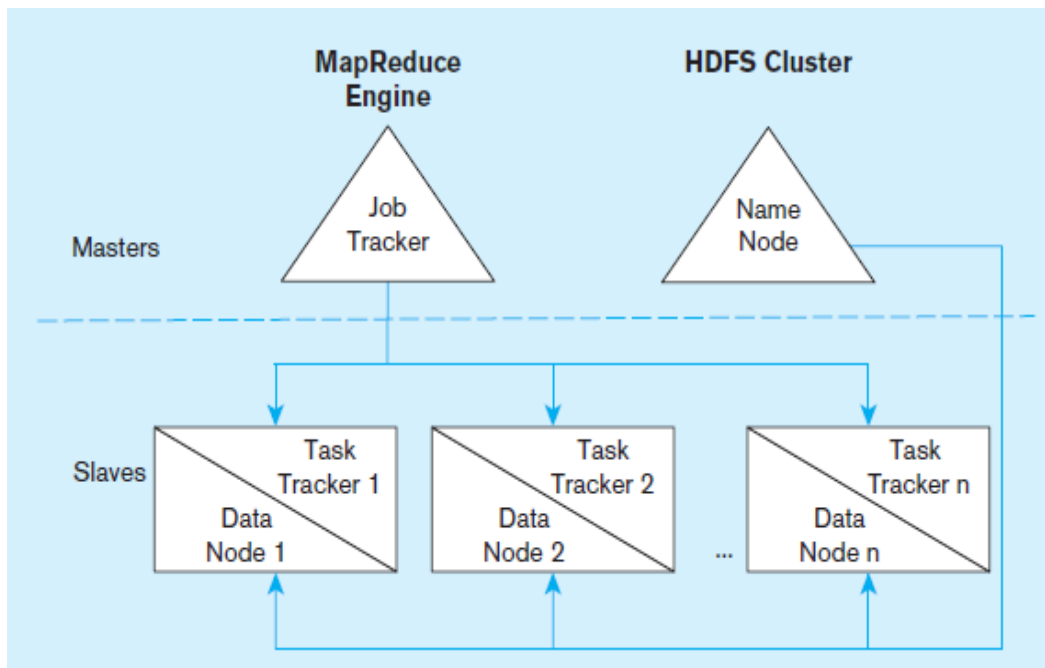 MapReduce
Engine
HDFS Cluster
Job
Tracker
Name
Node
Masters
Slaves
Task
Tracker 1
Data
Node 1
Task
Tracker 2
Data
Node 2
...
Task
Tracker n
Data
Node n